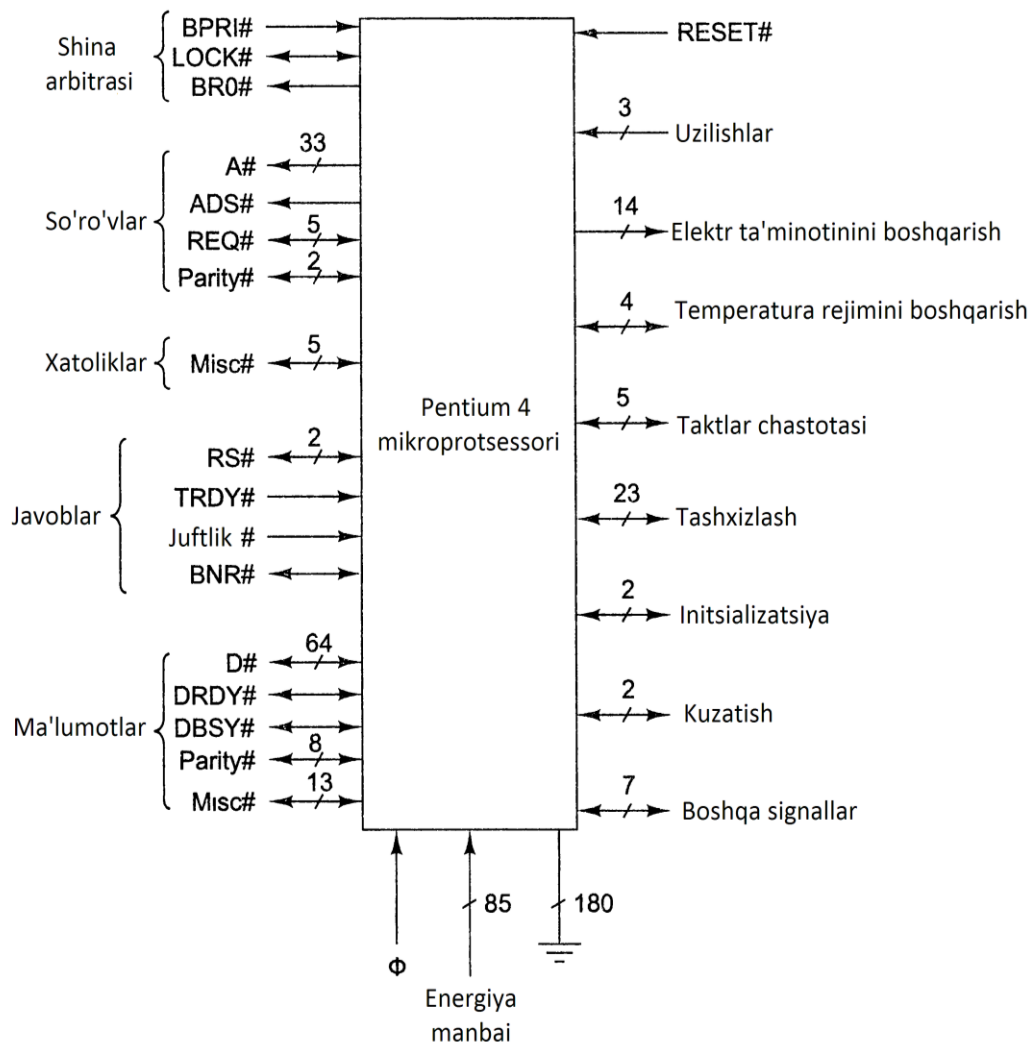 Shina
arbitrasi
BPRI#
LOCK#
BR0#
So'ro'vlar
A#
33
ADS#
REQ#
5
Parity#
2
Xatoliklar
Misc#
5
Javoblar
RS#
2
TRDY#
Juftlik #
BNR#
Ma'lumotlar
D#
64
DRDY#
DBSY#
Parity#
8
Misc#
13
Pentium 4
mikroprotsessori
RESET#
3
Uzilishlar
14
Elektr ta'minotinini boshqarish
4
Temperatura rejimini boshqarish
5
Taktlar chastotasi
23
Tashxizlash
2
Initsializatsiya
2
Kuzatish
7
Boshqa signallar
Φ
85
Energiya
manbai
180